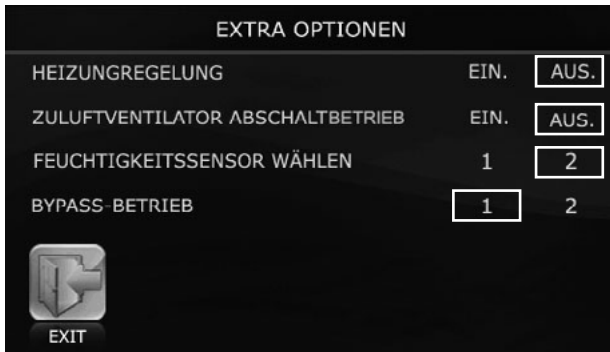 EXTRA OPTIONEN
HEIZUNGREGELUNG EIN. AUS.
ZULUFTVENTILATOR ABSCHALTBETRIEB EIN. AUS.
FEUCHTIGKEITSSENSOR WÄHLEN 1 2
BYPASS-BETRIEB 1 2
EXIT